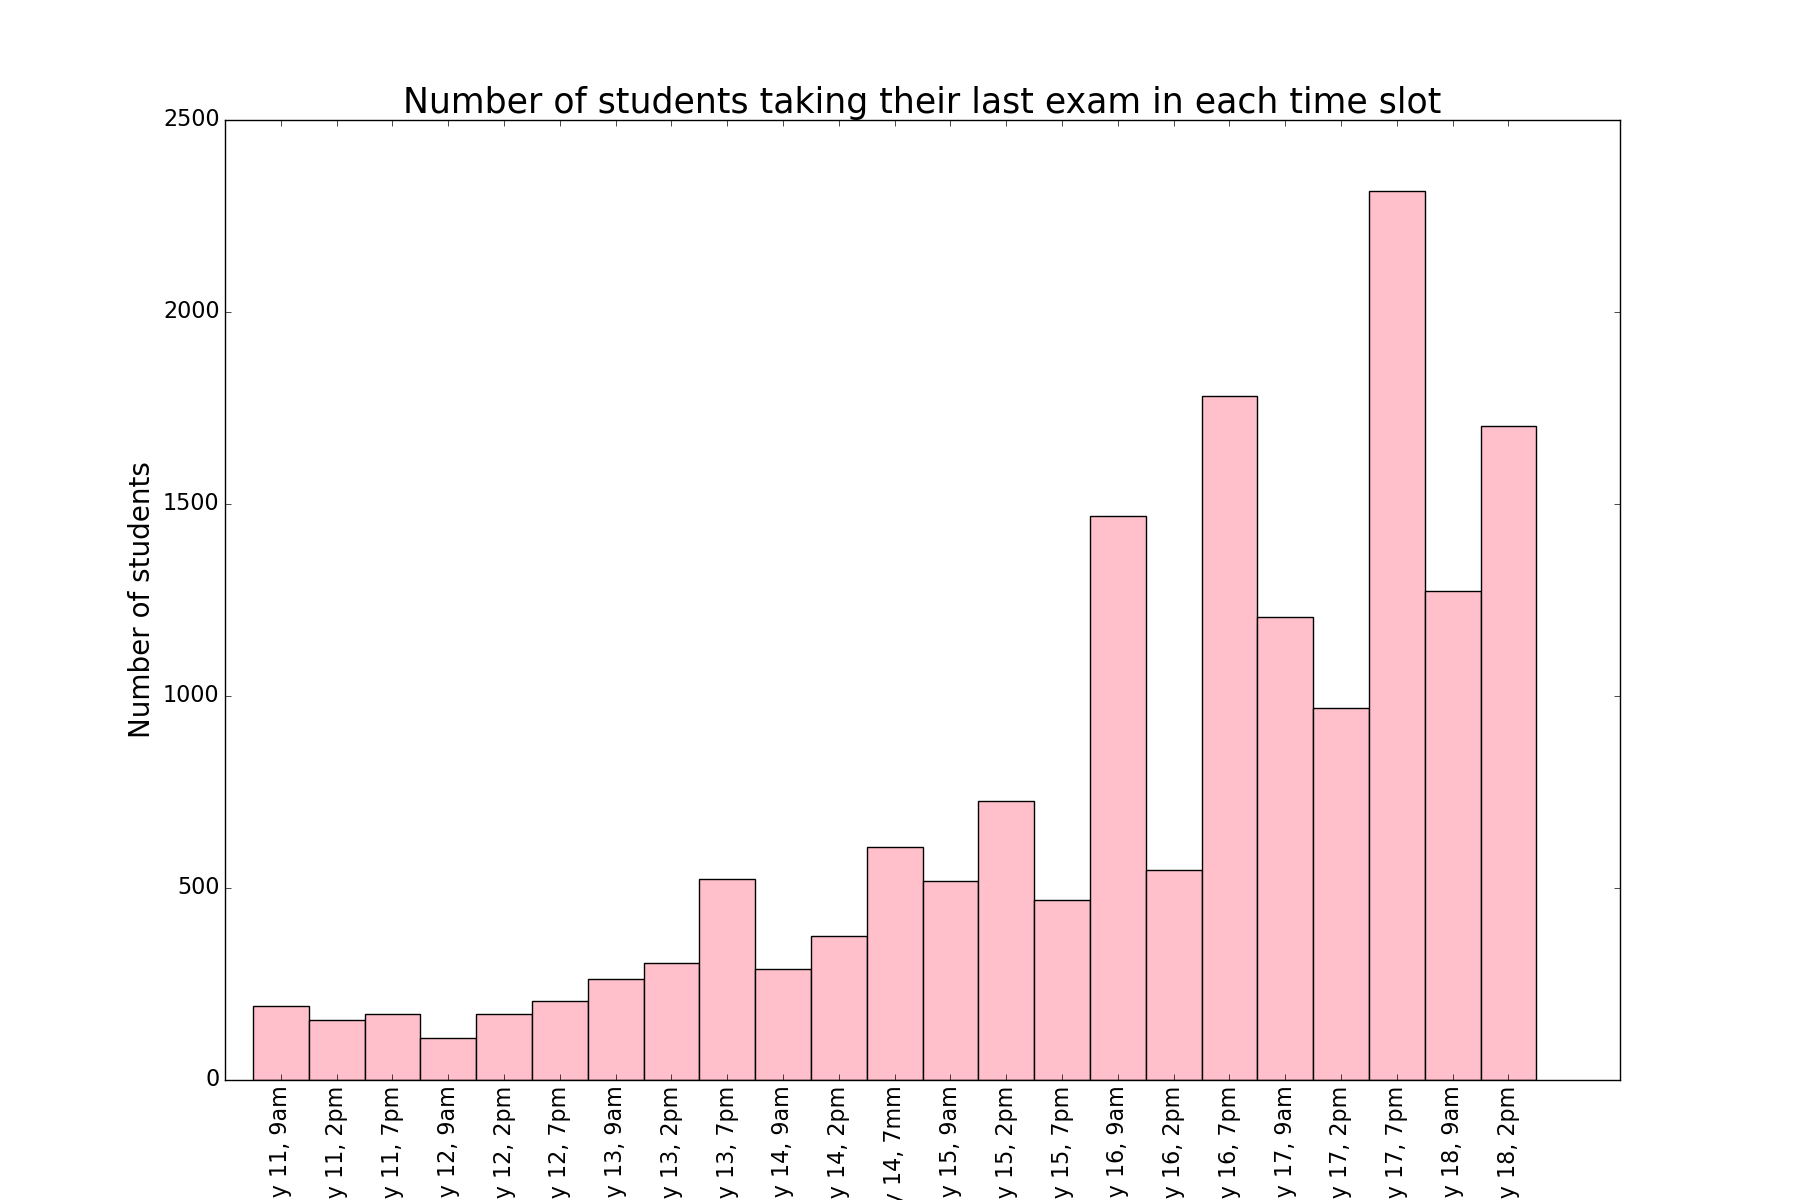 Number of students taking their last exam in each time slot
Number of students
2500
2000
1500
1000
500
0
y 11, 9am
y 11, 2pm
y 11, 7pm
y 12, 9am
y 12, 2pm
y 12, 7pm
y 13, 9am
y 13, 2pm
y 13, 7pm
y 14, 9am
y 14, 2pm
y 14, 7mm
y 15, 9am
y 15, 2pm
y 15, 7pm
y 16, 9am
y 16, 2pm
y 16, 7pm
y 17, 9am
y 17, 2pm
y 17, 7pm
y 18, 9am
y 18, 2pm